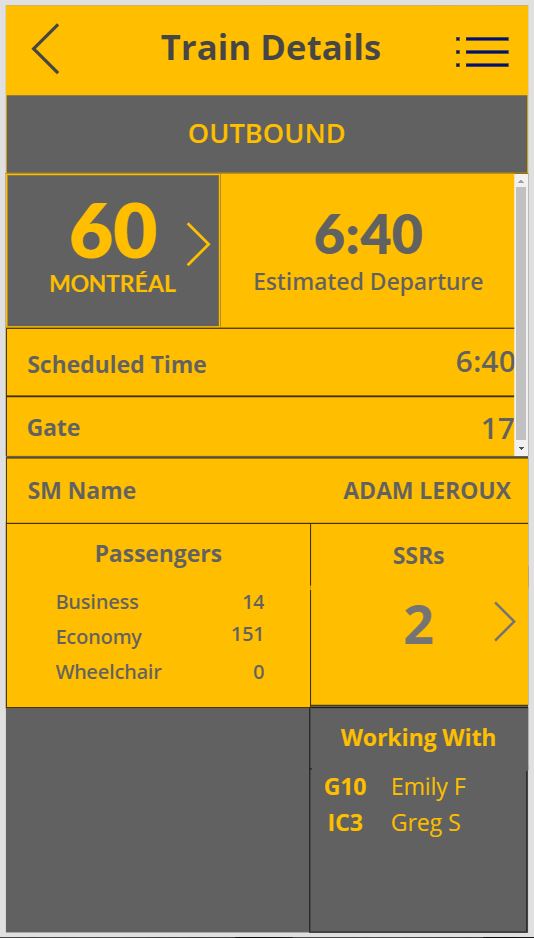 Train Details
OUTBOUND
60
MONTRÉAL
6:40
Estimated Departure
Scheduled Time 6:40
Gate 17
SM Name ADAM LEROUX
Passengers
Business 14
Economy 151
Wheelchair 0
SSRs
2
Working With
G10 Emily F
IC3 Greg S